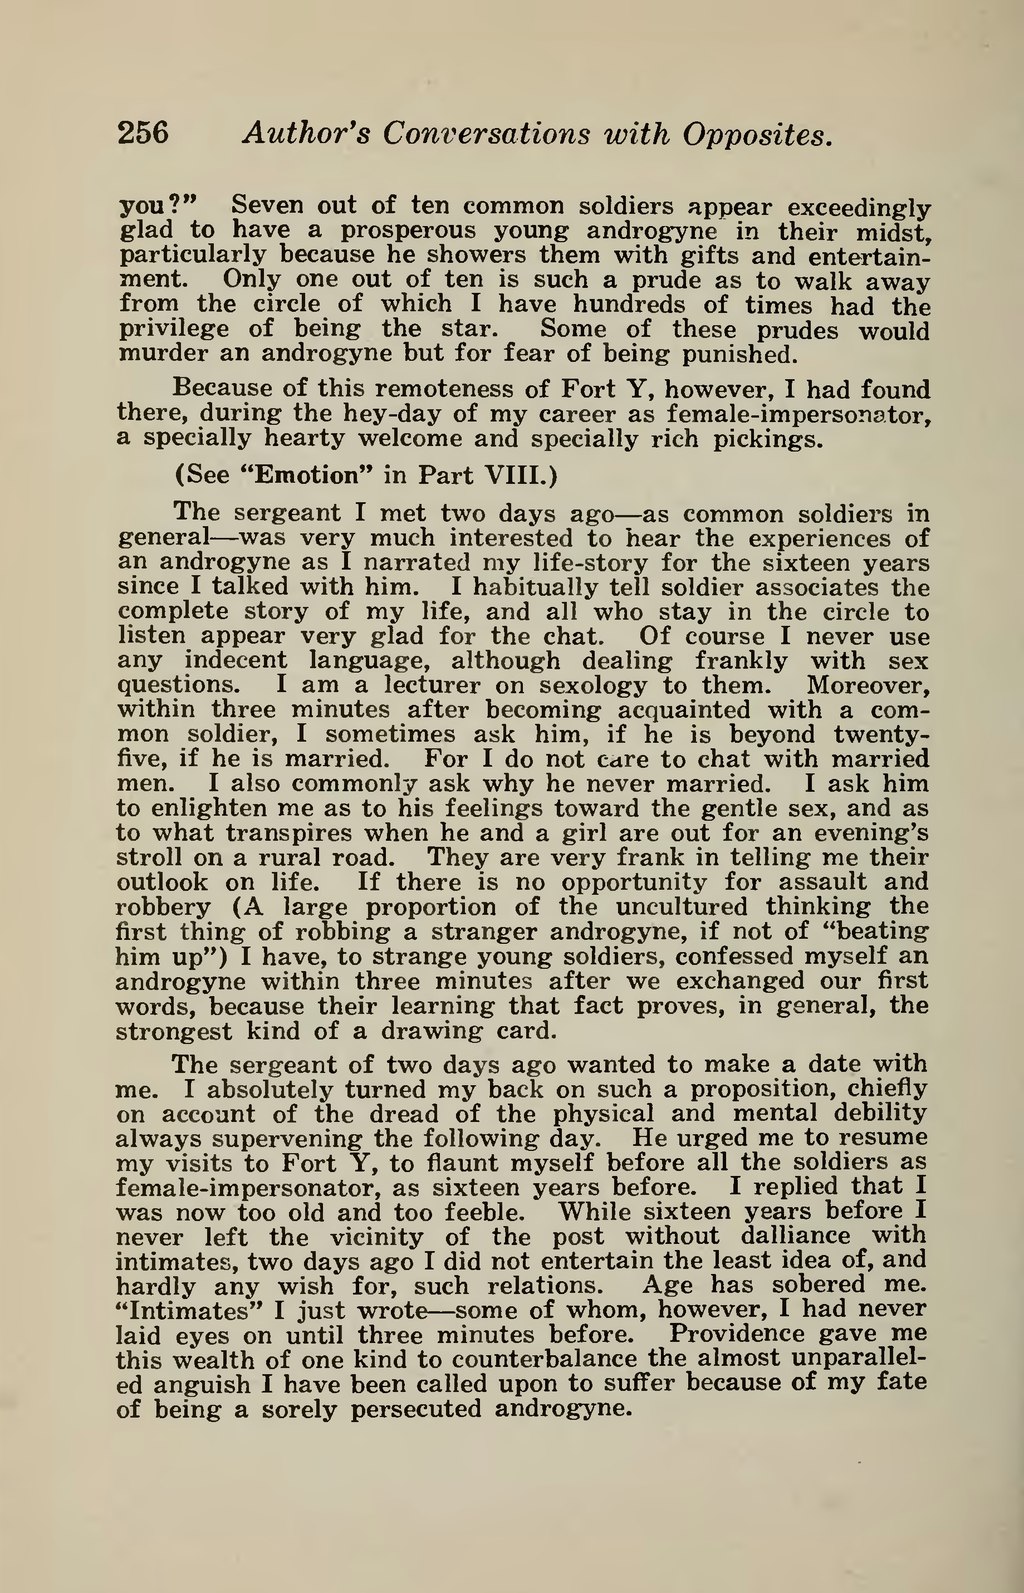 256 Author's Conversations with Opposites.
you?" Seven out of ten common soldiers appear exceedingly
glad to have a prosperous young androgyne in their midst,
particularly because he showers them with gifts and entertain-
ment. Only one out of ten is such a prude as to walk away
from the circle of which I have hundreds of times had the
privilege of being the star. Some of these prudes would
murder an androgyne but for fear of being punished.
Because of this remoteness of Fort Y, however, I had found
there, during the hey-day of my career as female-impersonator,
a specially hearty welcome and specially rich pickings.
(See "Emotion" in Part VIII.)
The sergeant I met two days ago—as common soldiers in
general—was very much interested to hear the experiences of
an androgyne as I narrated my life-story for the sixteen years
since I talked with him. I habitually tell soldier associates the
complete story of my life, and all who stay in the circle to
listen appear very glad for the chat. Of course I never use
any indecent language, although dealing frankly with sex
questions. I am a lecturer on sexology to them. Moreover,
within three minutes after becoming acquainted with a com-
mon soldier, I sometimes ask him, if he is beyond twenty-
five, if he is married. For I do not care to chat with married
men. I also commonly ask why he never married. I ask him
to enlighten me as to his feelings toward the gentle sex, and as
to what transpires when he and a girl are out for an evening's
stroll on a rural road. They are very frank in telling me their
outlook on life. If there is no opportunity for assault and
robbery (A large proportion of the uncultured thinking the
first thing of robbing a stranger androgyne, if not of "beating
him up") I have, to strange young soldiers, confessed myself an
androgyne within three minutes after we exchanged our first
words, because their learning that fact proves, in general, the
strongest kind of a drawing card.
The sergeant of two days ago wanted to make a date with
me. I absolutely turned my back on such a proposition, chiefly
on account of the dread of the physical and mental debility
always supervening the following day. He urged me to resume
my visits to Fort Y, to flaunt myself before all the soldiers as
female-impersonator, as sixteen years before. I replied that I
was now too old and too feeble. While sixteen years before I
never left the vicinity of the post without dalliance with
intimates, two days ago I did not entertain the least idea of, and
hardly any wish for, such relations. Age has sobered me.
"Intimates" I just wrote—some of whom, however, I had never
laid eyes on until three minutes before. Providence gave me
this wealth of one kind to counterbalance the almost unparallel-
ed anguish I have been called upon to suffer because of my fate
of being a sorely persecuted androgyne.